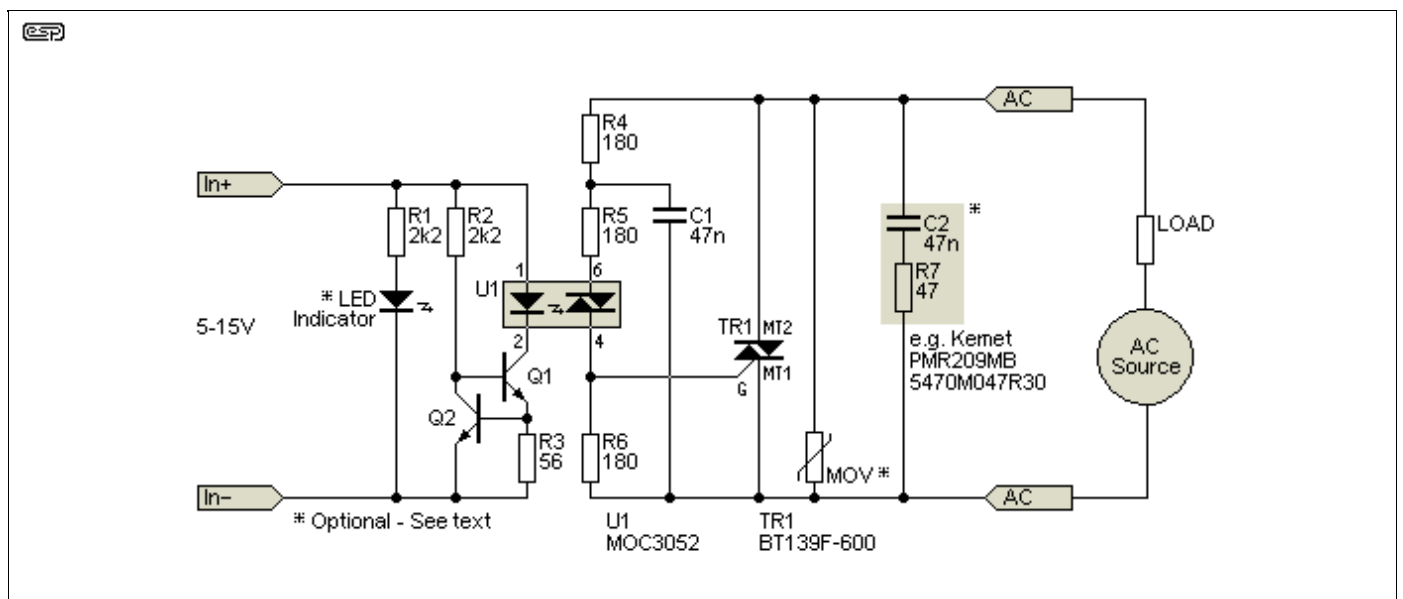 esp
AC
R4
180
In+
R1
2k2
R2
2k2
R5
180
C1
47n
*
C2
47n
R7
47
LOAD
1
6
U1
* LED
Indicator
5-15V
2
4
TR1
MT2
MT1
G
e.g. Kemet
PMR209MB
5470M047R30
AC
Source
Q1
Q2
R3
56
R6
180
MOV *
In−
AC
* Optional - See text
U1
MOC3052
TR1
BT139F-600